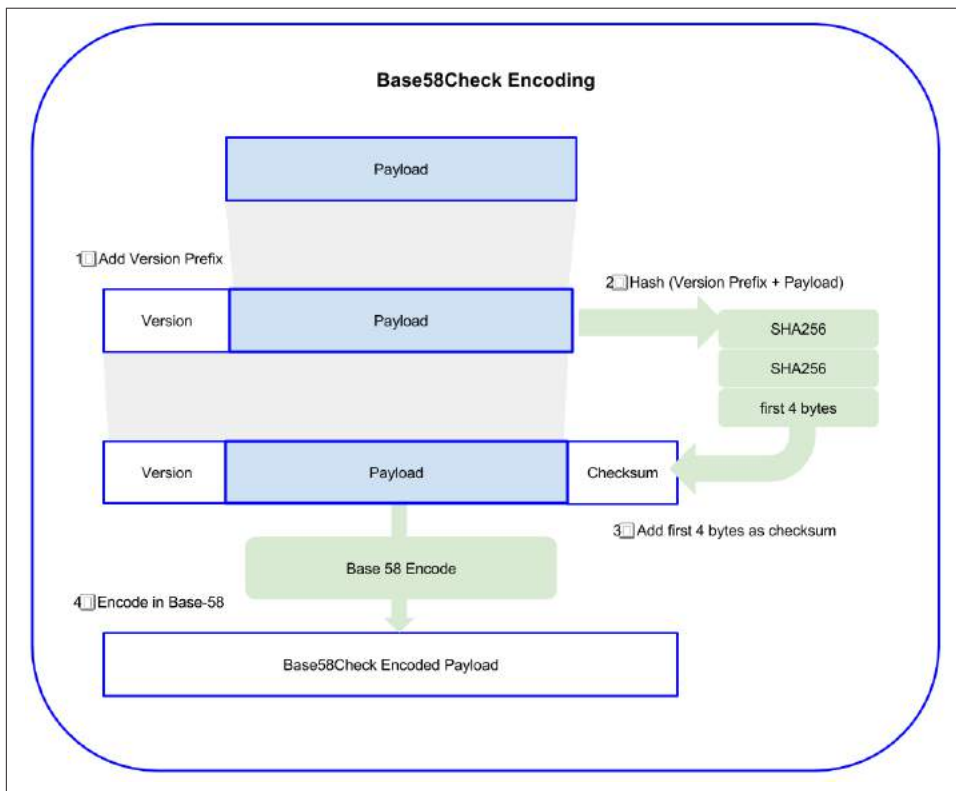 Base58Check Encoding
Payload
1 Add Version Prefix
2 Hash (Version Prefix + Payload)
Version
Payload
SHA256
SHA256
first 4 bytes
Version
Payload
Checksum
3 Add first 4 bytes as checksum
Base 58 Encode
4 Encode in Base-58
Base58Check Encoded Payload